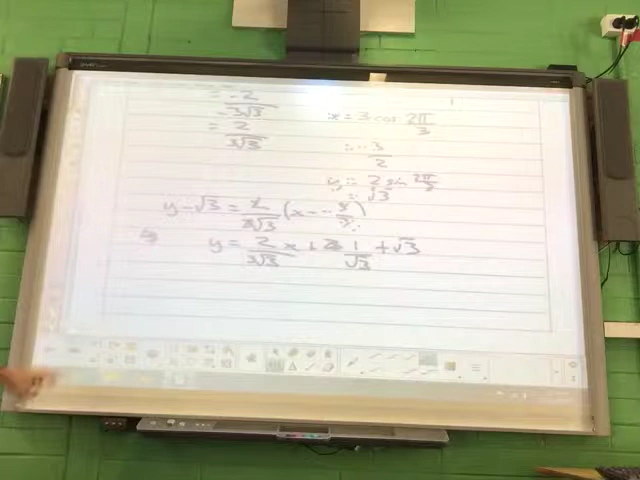 = -2 / -3√3
= 2 / 3√3
x = 3 cos 2π/3
= -3/2
y = 2 sin 2π/3
= √3
y - √3 = 2/3√3 (x - -3/2)
⇒ y = 2/3√3 x + 1/√3 + √3